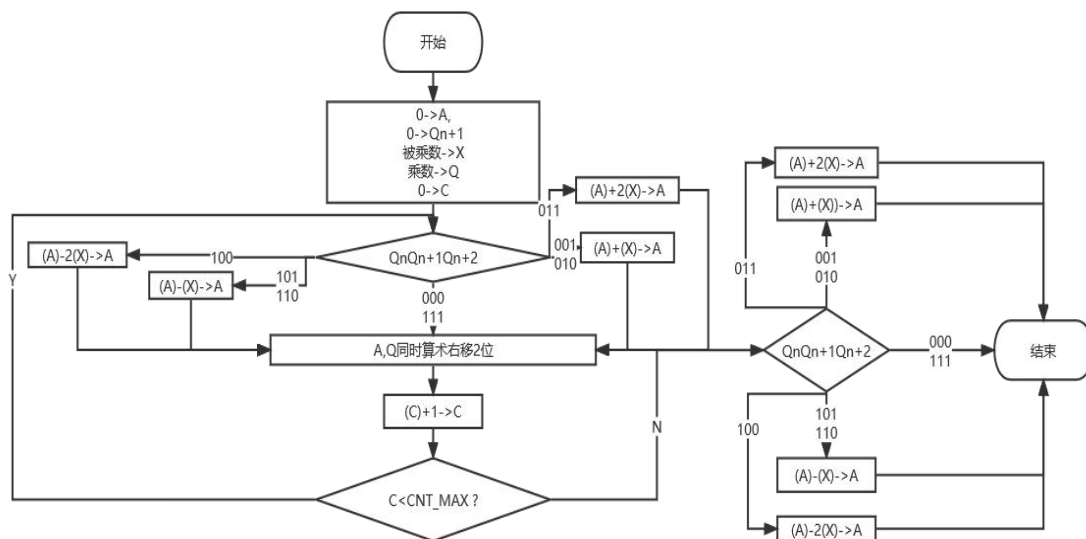 开始
0->A,
0->Qn+1
被乘数->X
乘数->Q
0->C
QnQn+1Qn+2
100
(A)-2(X)->A
101
110
(A)-(X)->A
011
(A)+2(X)->A
001
010
(A)+(X)->A
000
111
A,Q同时算术右移2位
(C)+1->C
C<CNT_MAX ?
Y
N
QnQn+1Qn+2
011
(A)+2(X)->A
001
010
(A)+(X))->A
000
111
结束
101
110
(A)-(X)->A
100
(A)-2(X)->A